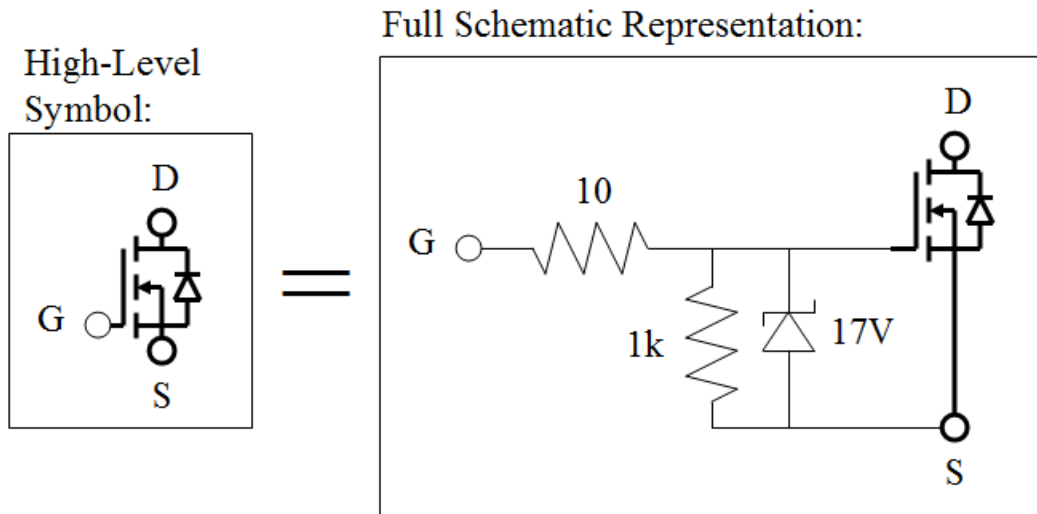 Full Schematic Representation:
High-Level
Symbol:
D
G
S
D
10
G
1k
17V
S